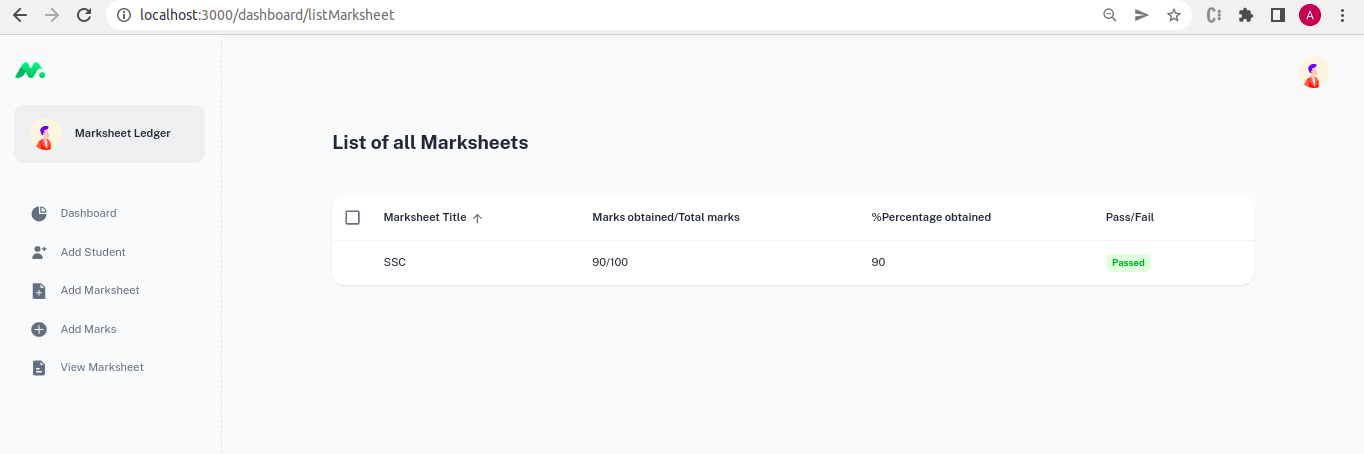 localhost:3000/dashboard/listMarksheet
A
Marksheet Ledger
Dashboard
Add Student
Add Marksheet
Add Marks
View Marksheet
List of all Marksheets
Marksheet Title Marks obtained/Total marks %Percentage obtained Pass/Fail
SSC 90/100 90 Passed